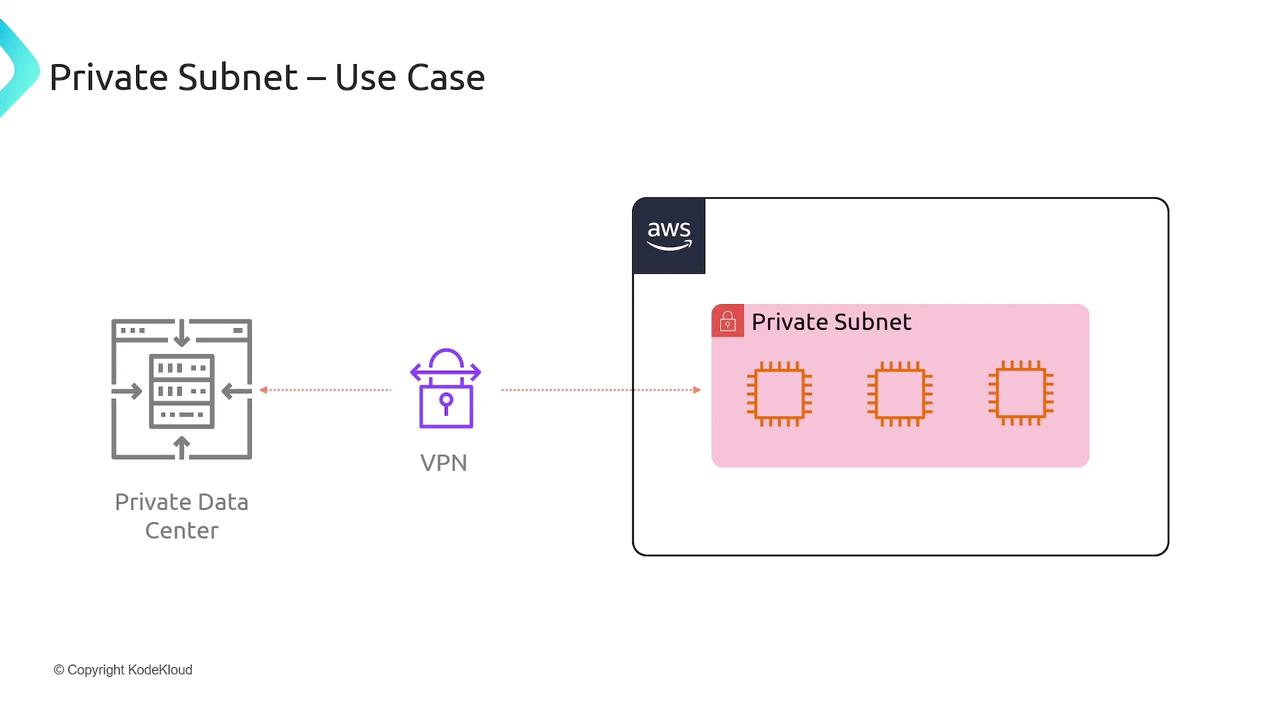 Private Subnet – Use Case
aws
Private Subnet
VPN
Private Data
Center
© Copyright KodeKloud